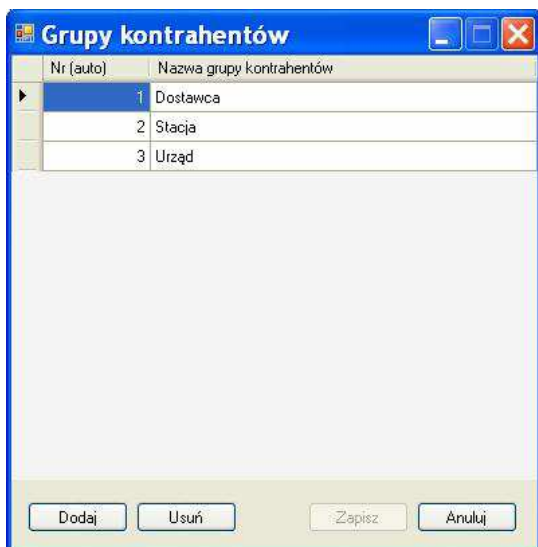 Grupy kontrahentów
Nr (auto) Nazwa grupy kontrahentów
1 Dostawca
2 Stacja
3 Urząd
Dodaj Usuń Zapisz Anuluj